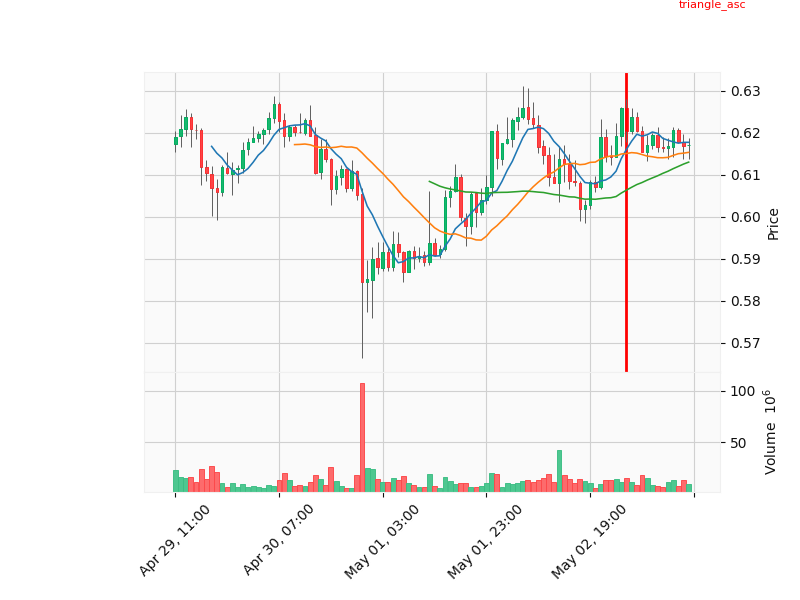 triangle_asc
0.63
0.62
0.61
0.60
0.59
0.58
0.57
Price
100
50
Volume 10⁶
Apr 29, 11:00
Apr 30, 07:00
May 01, 03:00
May 01, 23:00
May 02, 19:00